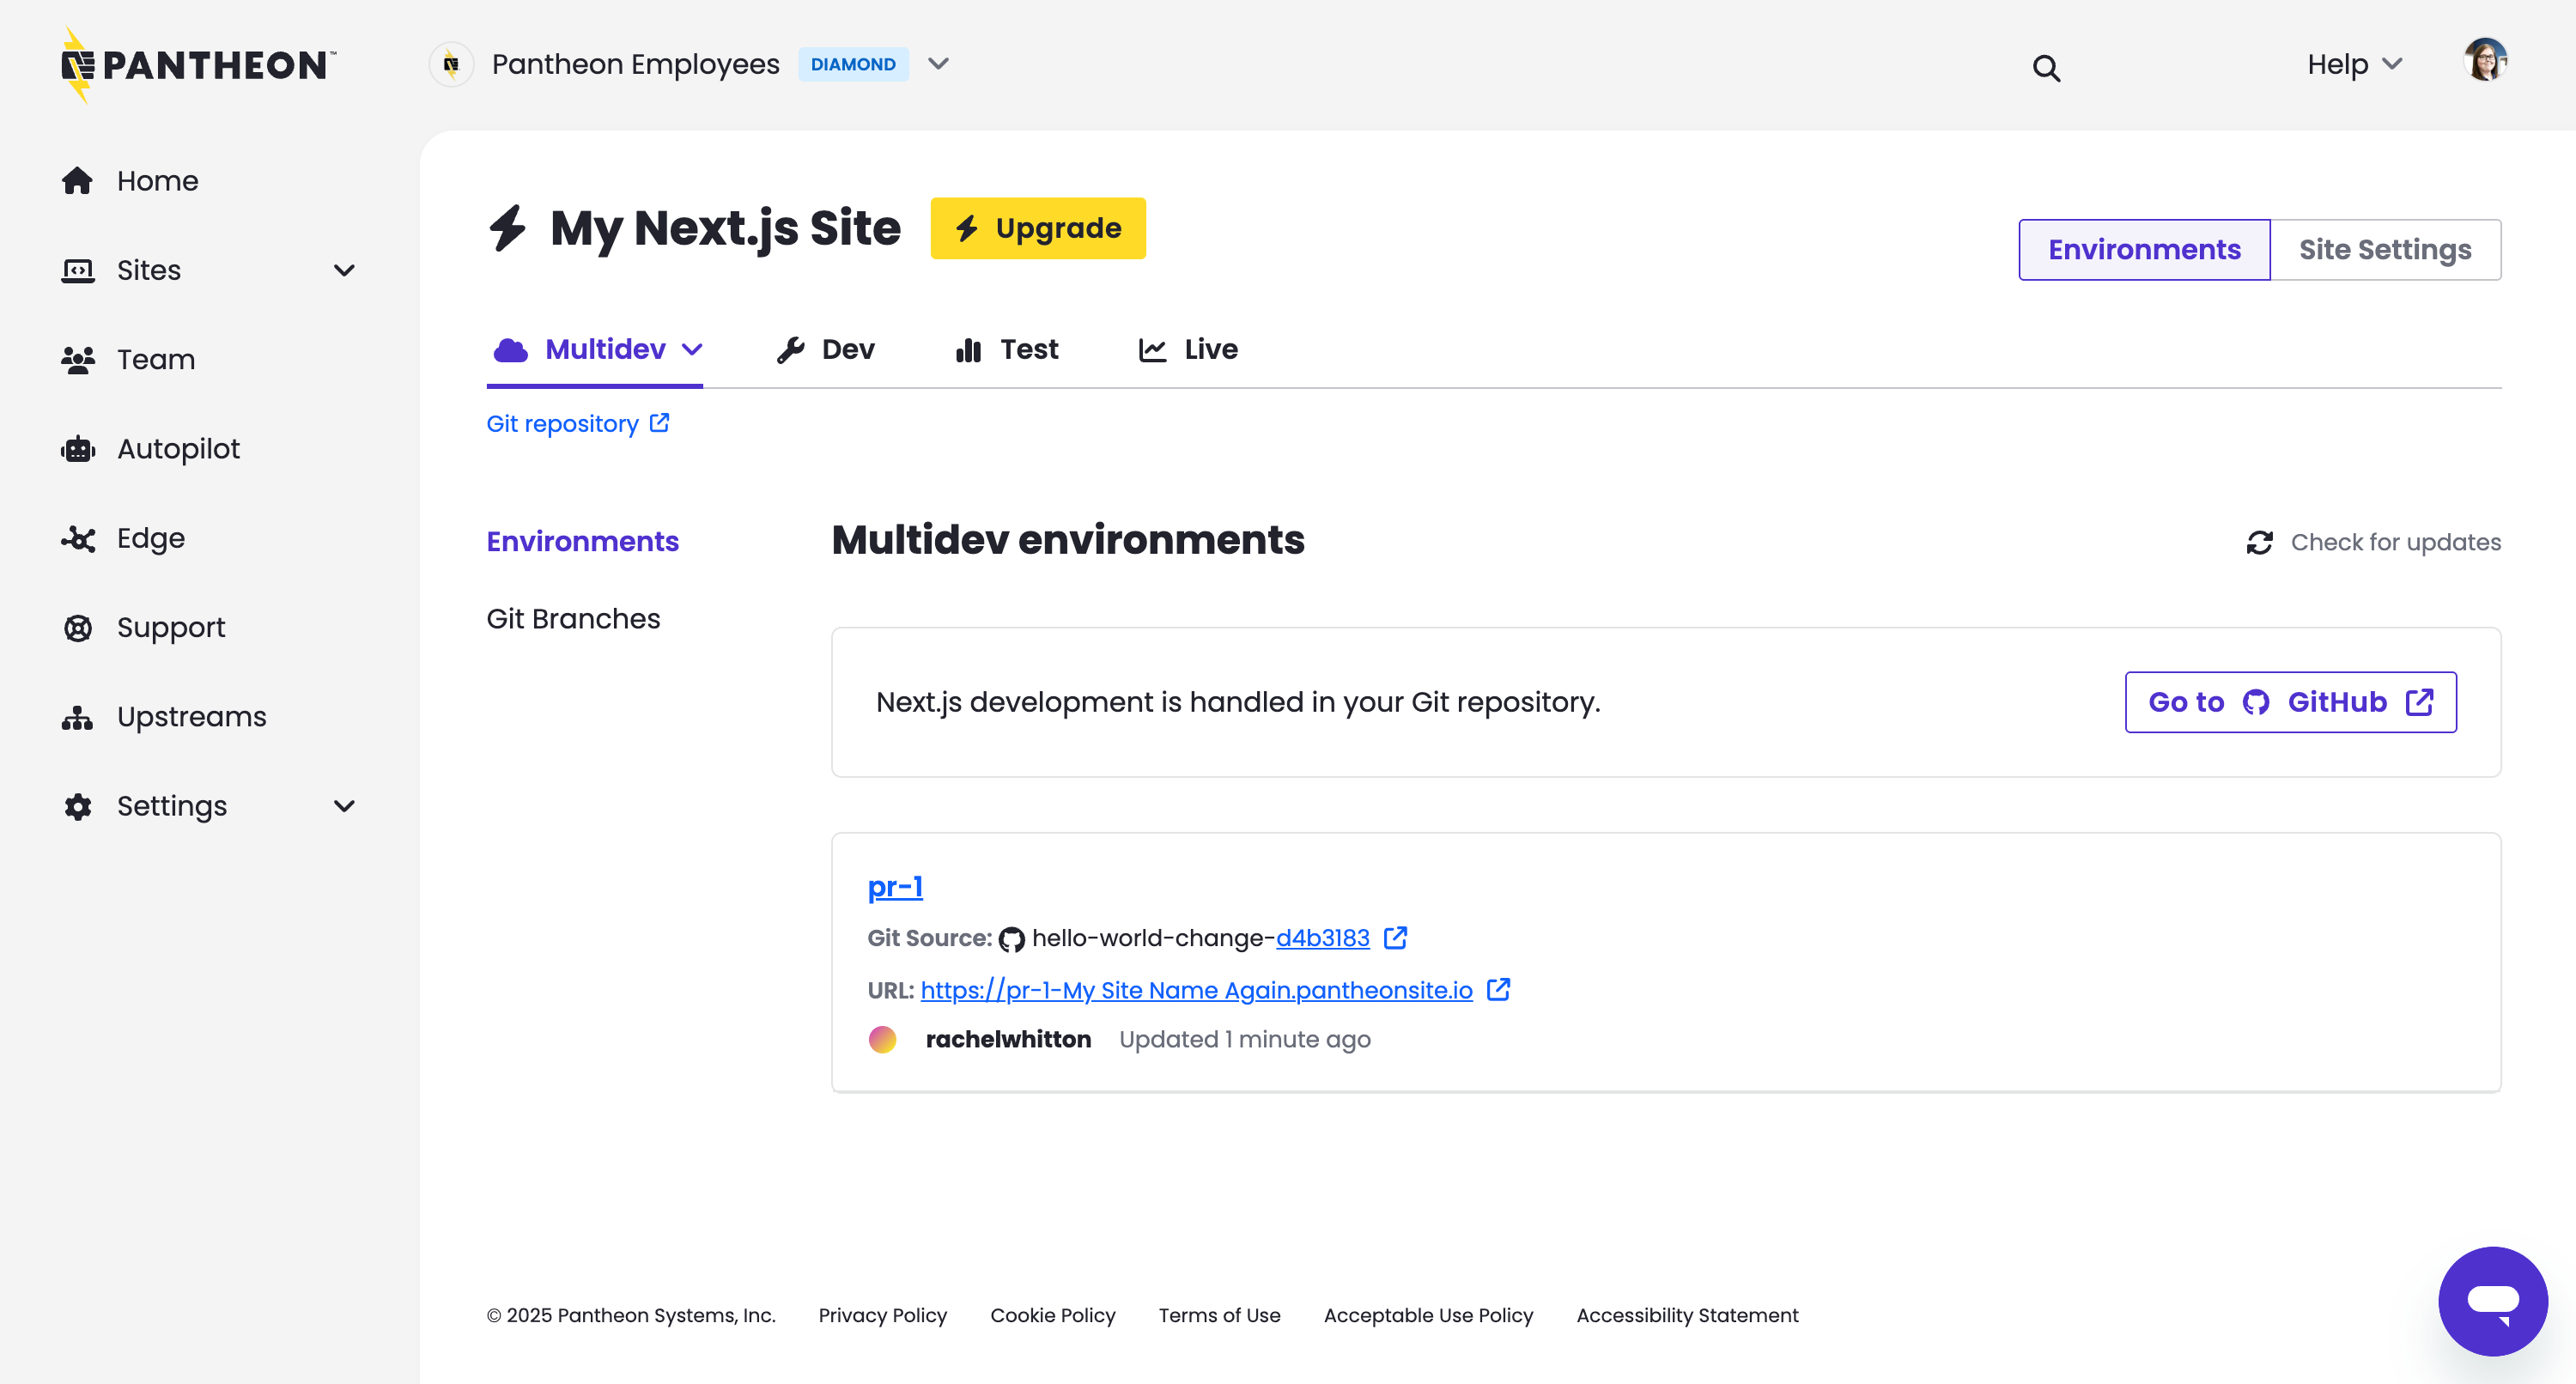 PANTHEON™
Pantheon Employees DIAMOND
Help
Home
Sites
Team
Autopilot
Edge
Support
Upstreams
Settings
My Next.js Site
Upgrade
Environments
Site Settings
Multidev
Dev
Test
Live
Git repository
Environments
Git Branches
Multidev environments
Check for updates
Next.js development is handled in your Git repository.
Go to GitHub
pr-1
Git Source: hello-world-change-d4b3183
URL: https://pr-1-My Site Name Again.pantheonsite.io
rachelwhitton Updated 1 minute ago
© 2025 Pantheon Systems, Inc. Privacy Policy Cookie Policy Terms of Use Acceptable Use Policy Accessibility Statement